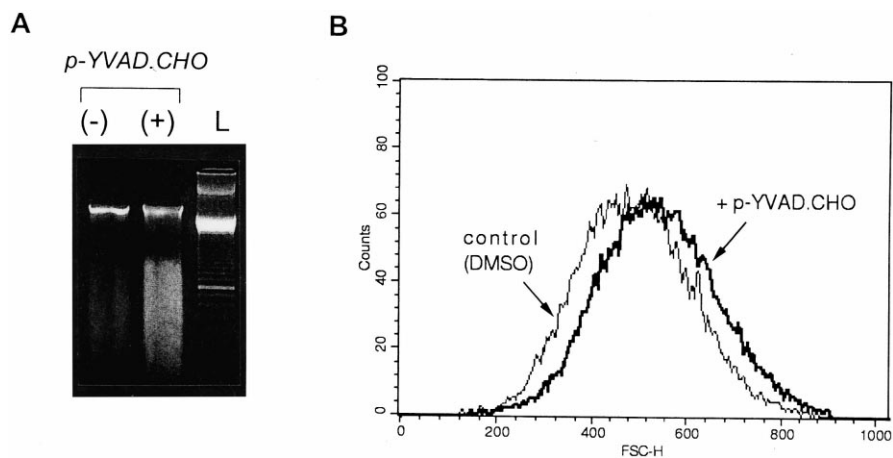 A
p-YVAD.CHO
(-) (+) L
B
100
80
60
40
20
0
Counts
control
(DMSO)
+ p-YVAD.CHO
0 200 400 600 800 1000
FSC-H